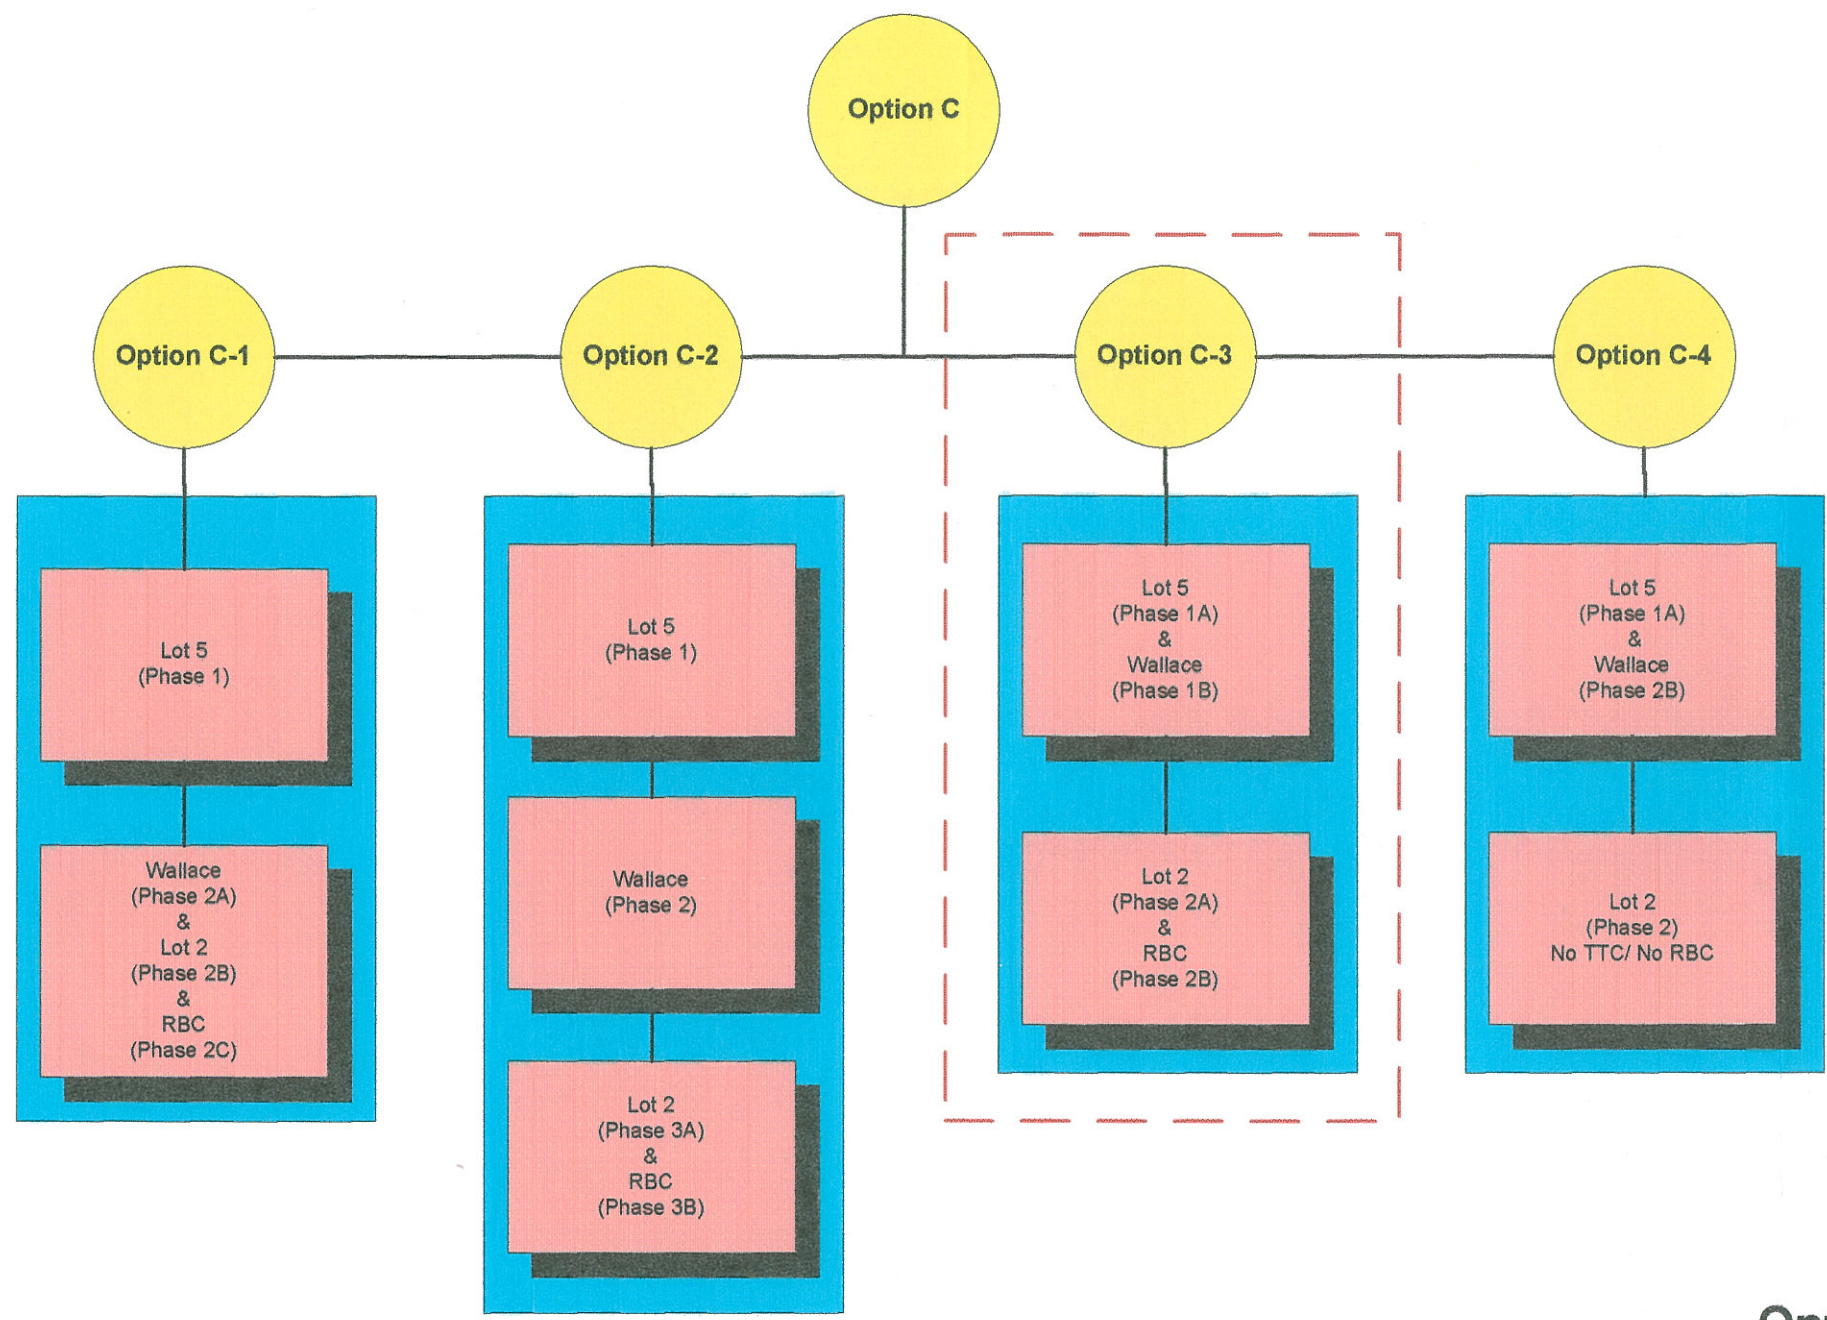 Option C
Option C-1
Option C-2
Option C-3
Option C-4
Lot 5
(Phase 1)
Wallace
(Phase 2A)
&
Lot 2
(Phase 2B)
&
RBC
(Phase 2C)
Lot 5
(Phase 1)
Wallace
(Phase 2)
Lot 2
(Phase 3A)
&
RBC
(Phase 3B)
Lot 5
(Phase 1A)
&
Wallace
(Phase 1B)
Lot 2
(Phase 2A)
&
RBC
(Phase 2B)
Lot 5
(Phase 1A)
&
Wallace
(Phase 2B)
Lot 2
(Phase 2)
No TTC/ No RBC